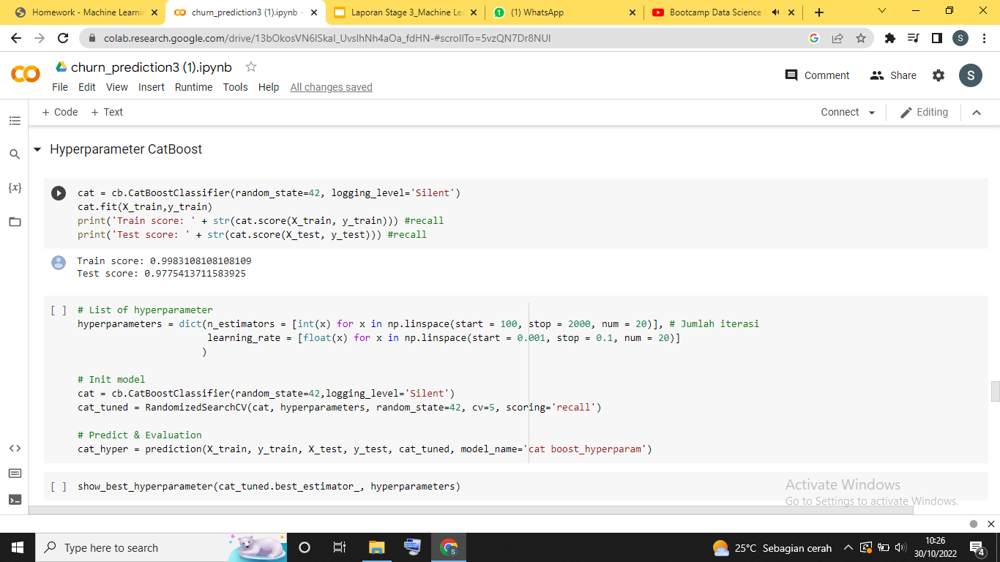 Homework - Machine Learnin
churn_prediction3 (1).ipynb -
Laporan Stage 3_Machine Le
1
(1) WhatsApp
Bootcamp Data Science
colab.research.google.com/drive/13bOkosVN6ISkaI_UvsIhNh4aOa_fdHN-#scrollTo=5vzQN7Dr8NUI
G
S
churn_prediction3 (1).ipynb
File Edit View Insert Runtime Tools Help All changes saved
Comment
Share
S
+ Code + Text
Connect
Editing
Hyperparameter CatBoost
cat = cb.CatBoostClassifier(random_state=42, logging_level='Silent')
cat.fit(X_train,y_train)
print('Train score: ' + str(cat.score(X_train, y_train))) #recall
print('Test score: ' + str(cat.score(X_test, y_test))) #recall
Train score: 0.9983108108108109
Test score: 0.9775413711583925
{x}
[ ] # List of hyperparameter
hyperparameters = dict(n_estimators = [int(x) for x in np.linspace(start = 100, stop = 2000, num = 20)], # Jumlah iterasi
learning_rate = [float(x) for x in np.linspace(start = 0.001, stop = 0.1, num = 20)]
)
# Init model
cat = cb.CatBoostClassifier(random_state=42,logging_level='Silent')
cat_tuned = RandomizedSearchCV(cat, hyperparameters, random_state=42, cv=5, scoring='recall')
# Predict & Evaluation
cat_hyper = prediction(X_train, y_train, X_test, y_test, cat_tuned, model_name='cat boost_hyperparam')
[ ] show_best_hyperparameter(cat_tuned.best_estimator_, hyperparameters)
Activate Windows
Go to Settings to activate Windows.
Type here to search
S
25°C Sebagian cerah
10:26
30/10/2022
4